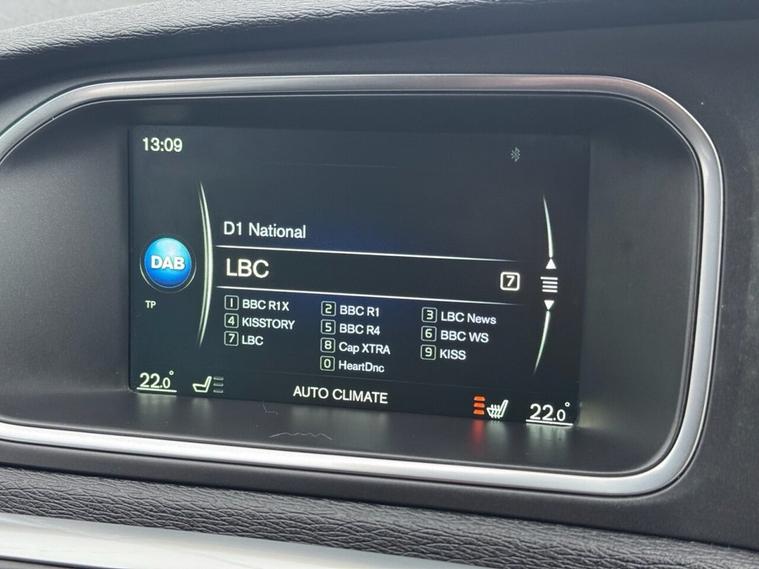 13:09
D1 National
DAB
LBC 7
TP
1 BBC R1X 2 BBC R1 3 LBC News
4 KISSTORY 5 BBC R4 6 BBC WS
7 LBC 8 Cap XTRA 9 KISS
0 HeartDnc
22.0° AUTO CLIMATE 22.0°